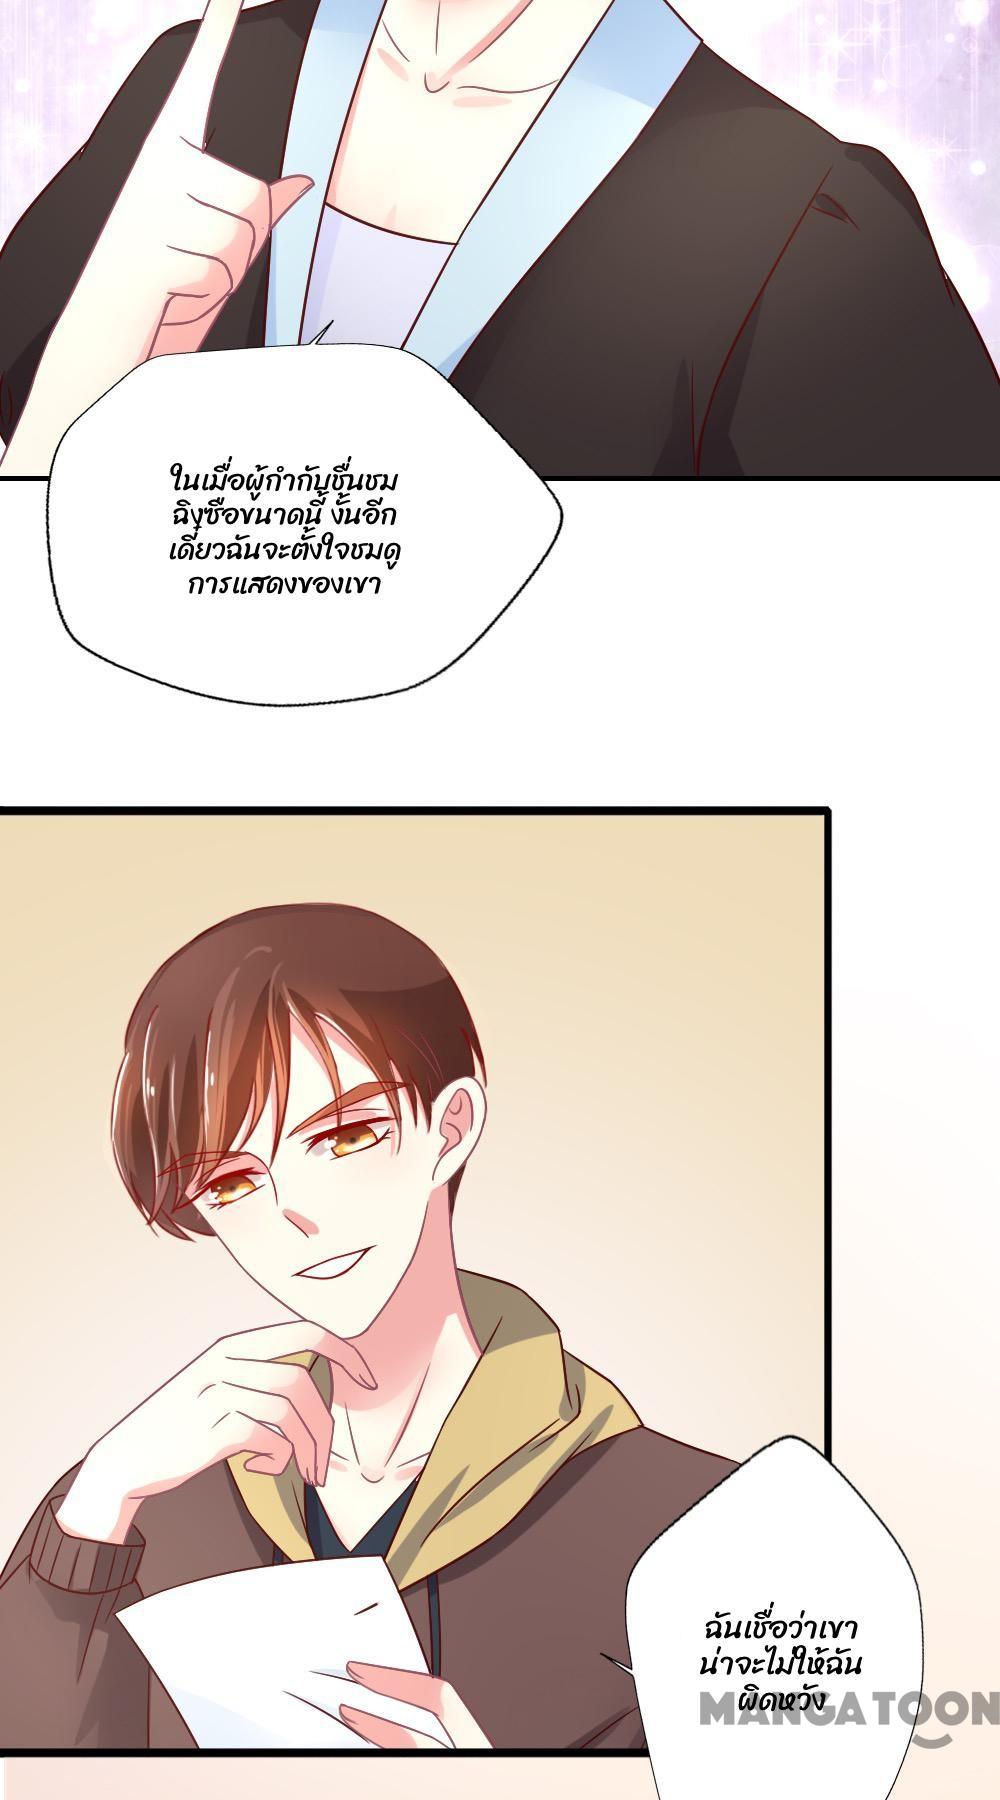 ในเมื่อผู้กำกับชื่นชม
ฉิงซือขนาดนี้ งั้นอีก
เดี๋ยวฉันจะตั้งใจชมดู
การแสดงของเขา
ฉันเชื่อว่าเขา
น่าจะไม่ให้ฉัน
ผิดหวัง
MANGATOON